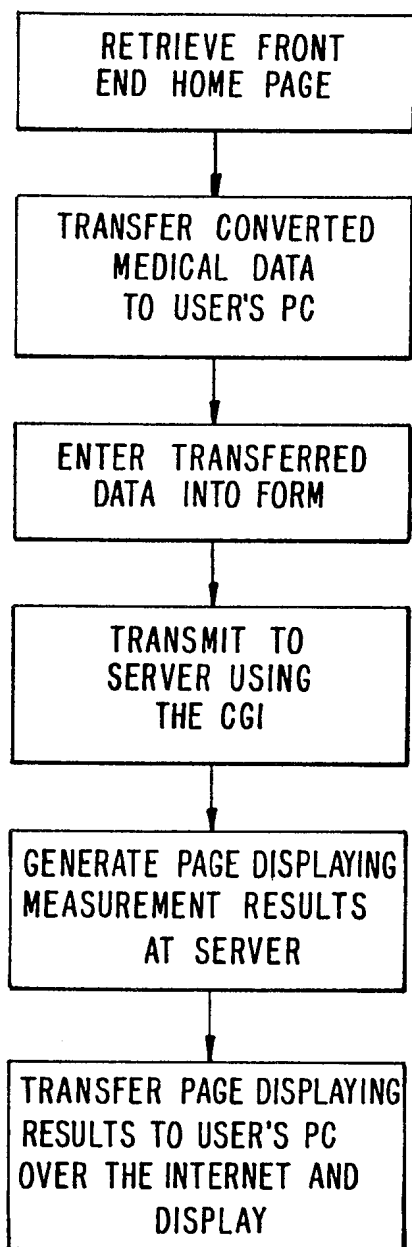 RETRIEVE FRONT
END HOME PAGE
TRANSFER CONVERTED
MEDICAL DATA
TO USER'S PC
ENTER TRANSFERRED
DATA INTO FORM
TRANSMIT TO
SERVER USING
THE CGI
GENERATE PAGE DISPLAYING
MEASUREMENT RESULTS
AT SERVER
TRANSFER PAGE DISPLAYING
RESULTS TO USER'S PC
OVER THE INTERNET AND
DISPLAY